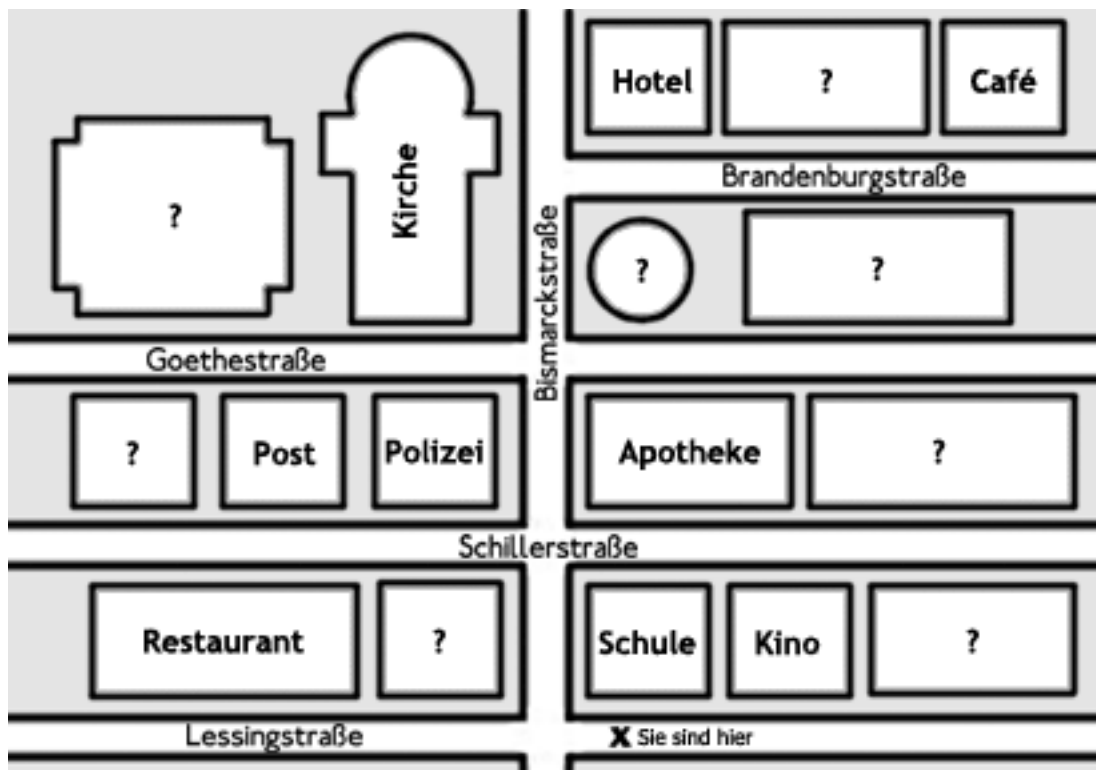 Hotel
?
Café
Brandenburgstraße
?
Kirche
Bismarckstraße
?
?
Goethestraße
?
Post
Polizei
Apotheke
?
Schillerstraße
Restaurant
?
Schule
Kino
?
Lessingstraße
X Sie sind hier